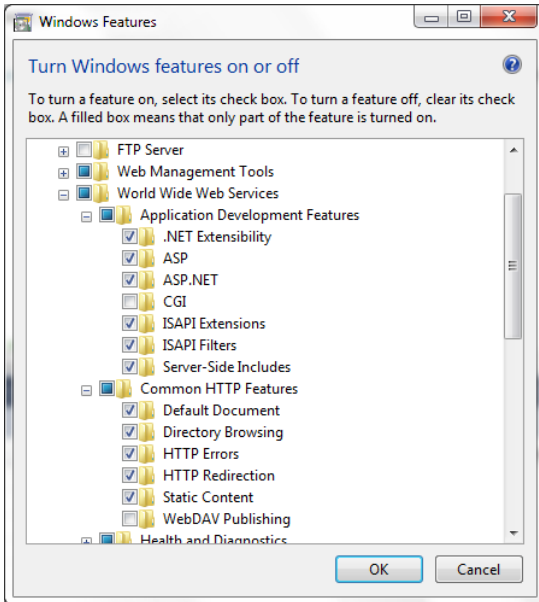 Windows Features
Turn Windows features on or off
To turn a feature on, select its check box. To turn a feature off, clear its check
box. A filled box means that only part of the feature is turned on.
FTP Server
Web Management Tools
World Wide Web Services
Application Development Features
.NET Extensibility
ASP
ASP.NET
CGI
ISAPI Extensions
ISAPI Filters
Server-Side Includes
Common HTTP Features
Default Document
Directory Browsing
HTTP Errors
HTTP Redirection
Static Content
WebDAV Publishing
Health and Diagnostics
OK Cancel